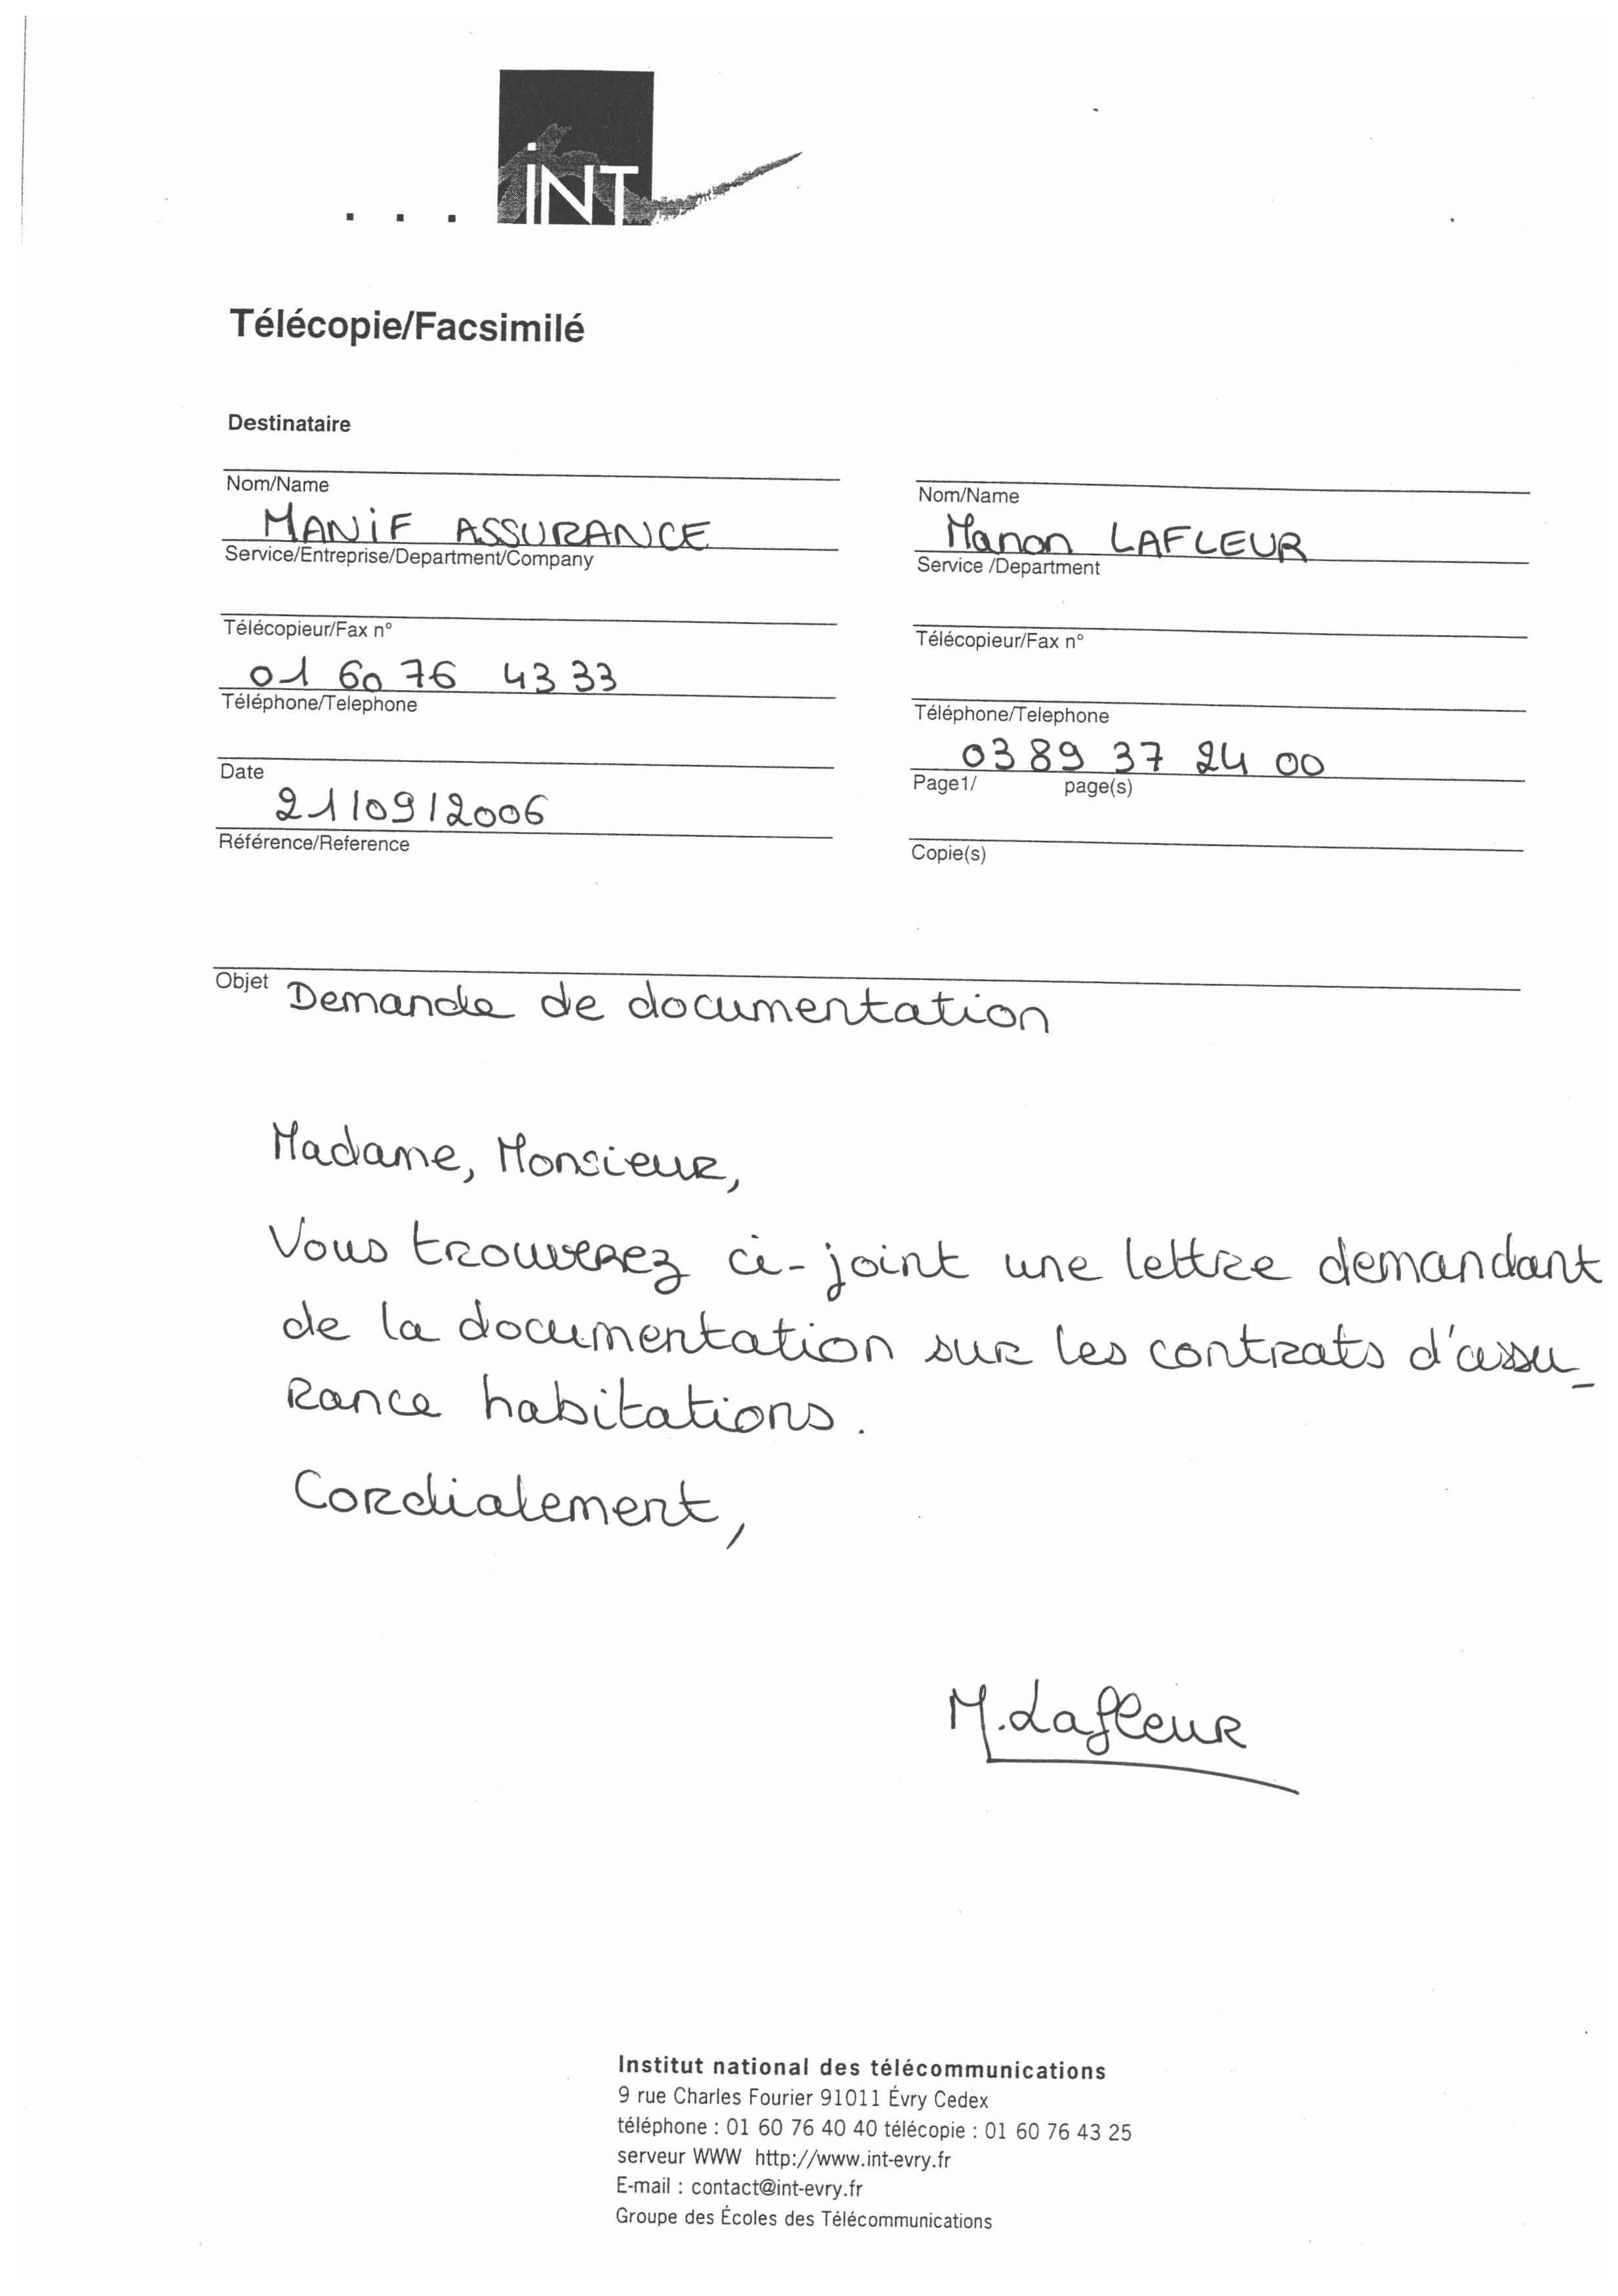 iNT
Télécopie/Facsimilé
Destinataire
Nom/Name
MANiF ASSURANCE
Service/Entreprise/Department/Company
Télécopieur/Fax n°
01 60 76 43 33
Téléphone/Telephone
Date
21/09/2006
Référence/Reference
Nom/Name
Manon LAFLEUR
Service /Department
Télécopieur/Fax n°
Téléphone/Telephone
03 89 37 24 00
Page1/ page(s)
Copie(s)
Objet Demande de documentation
Madame, Monsieur,
Vous trouverez ci-joint une lettre demandant
de la documentation sur les contrats d'assu-
rance habitations.
Cordialement,
M. Lafleur
Institut national des télécommunications
9 rue Charles Fourier 91011 Évry Cedex
téléphone : 01 60 76 40 40 télécopie : 01 60 76 43 25
serveur WWW http://www.int-evry.fr
E-mail : contact@int-evry.fr
Groupe des Écoles des Télécommunications